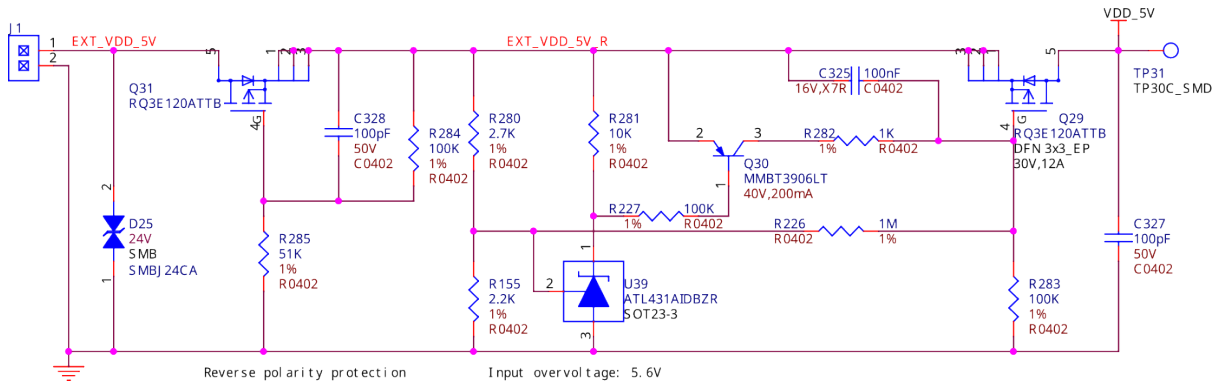 J1
1
2
EXT_VDD_5V
5
1
2
3
4
G
Q31
RQ3E120ATTB
EXT_VDD_5V_R
VDD_5V
TP31
TP30C_SMD
C328
100pF
50V
C0402
R284
100K
1%
R0402
R280
2.7K
1%
R0402
R281
10K
1%
R0402
C325 100nF
16V,X7R C0402
2
3
1
Q30
MMBT3906LT
40V,200mA
R282 1K
1% R0402
3
2
1
5
4
G
Q29
RQ3E120ATTB
DFN 3x3_EP
30V,12A
R227 100K
1% R0402
R226 1M
R0402 1%
2
D25
24V
SMB
SMBJ24CA
1
R285
51K
1%
R0402
R155
2.2K
1%
R0402
1
2
3
U39
ATL431AIDBZR
SOT23-3
R283
100K
1%
R0402
C327
100pF
50V
C0402
Reverse polarity protection
Input overvoltage: 5.6V